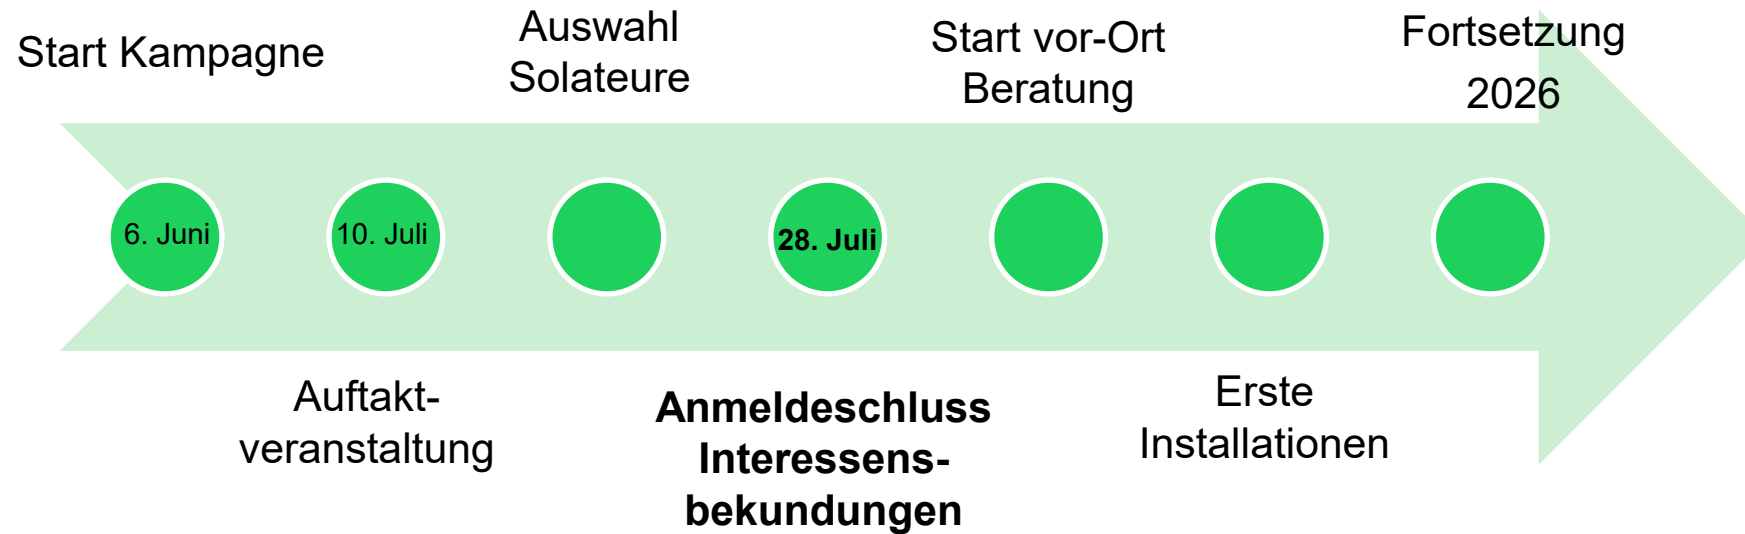 Start Kampagne
Auswahl
Solateure
Start vor-Ort
Beratung
Fortsetzung
2026
6. Juni
10. Juli
28. Juli
Auftakt-
veranstaltung
Anmeldeschluss
Interessens-
bekundungen
Erste
Installationen